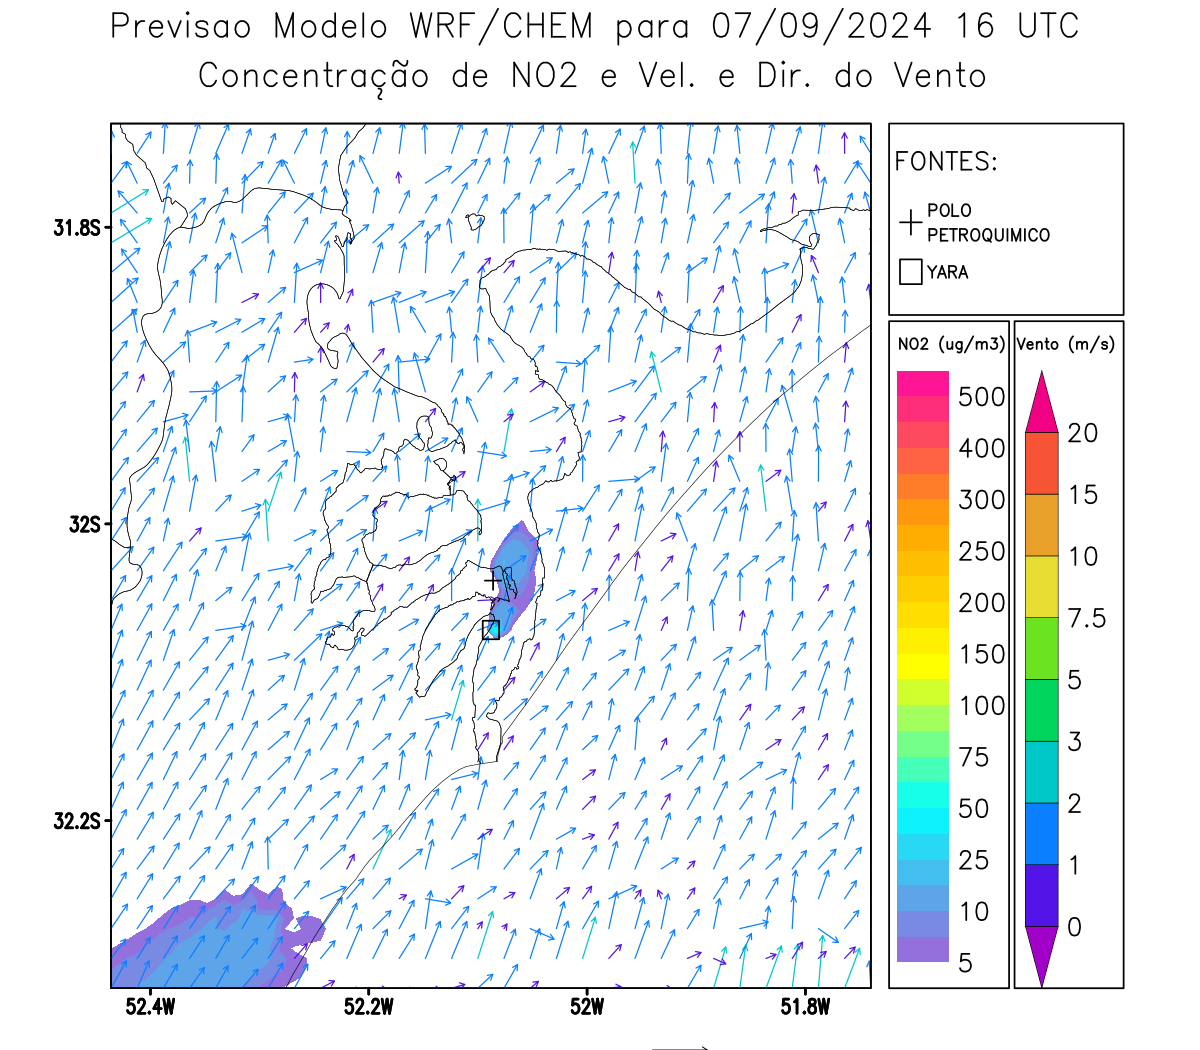 Previsao Modelo WRF/CHEM para 07/09/2024 16 UTC
Concentração de NO2 e Vel. e Dir. do Vento
FONTES:
POLO
PETROQUIMICO
YARA
31.8S
32S
32.2S
52.4W
52.2W
52W
51.8W
NO2 (ug/m3)
500
400
300
250
200
150
100
75
50
25
10
5
Vento (m/s)
20
15
10
7.5
5
3
2
1
0